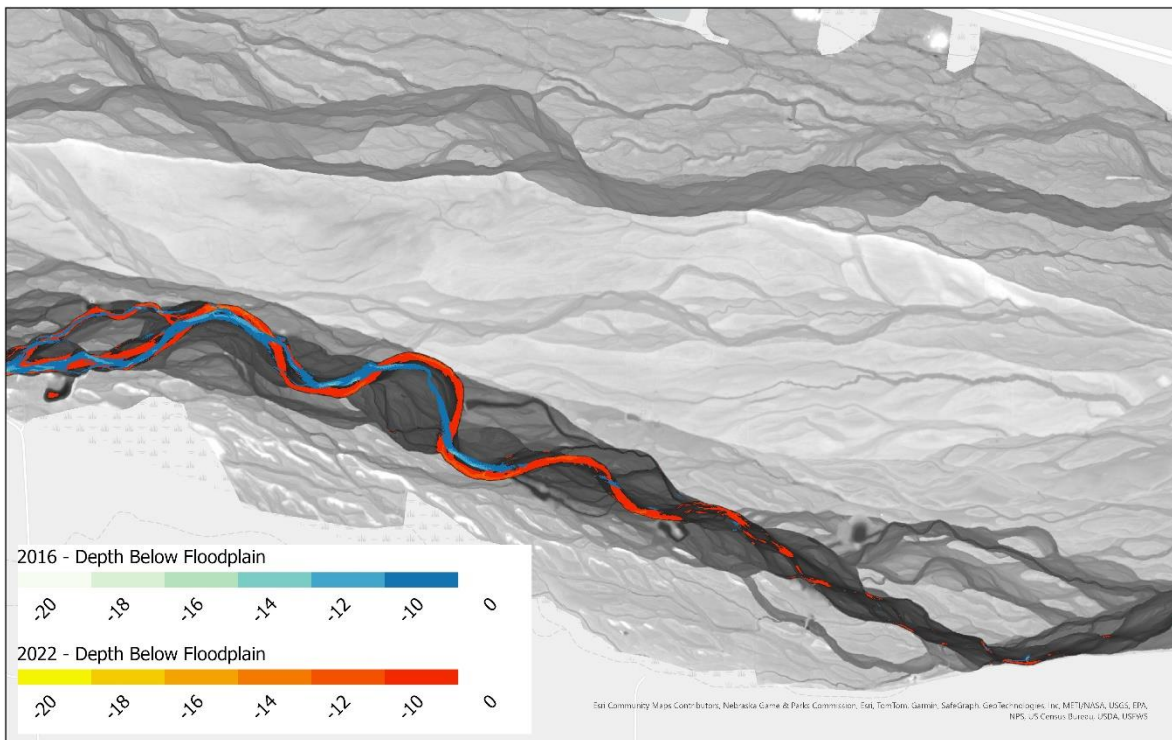 2016 - Depth Below Floodplain
-20 -18 -16 -14 -12 -10 0
2022 - Depth Below Floodplain
-20 -18 -16 -14 -12 -10 0
Esri Community Maps Contributors, Nebraska Game & Parks Commission, Esri, TomTom, Garmin, SafeGraph, GeoTechnologies, Inc, METI/NASA, USGS, EPA,
NPS, US Census Bureau, USDA, USFWS